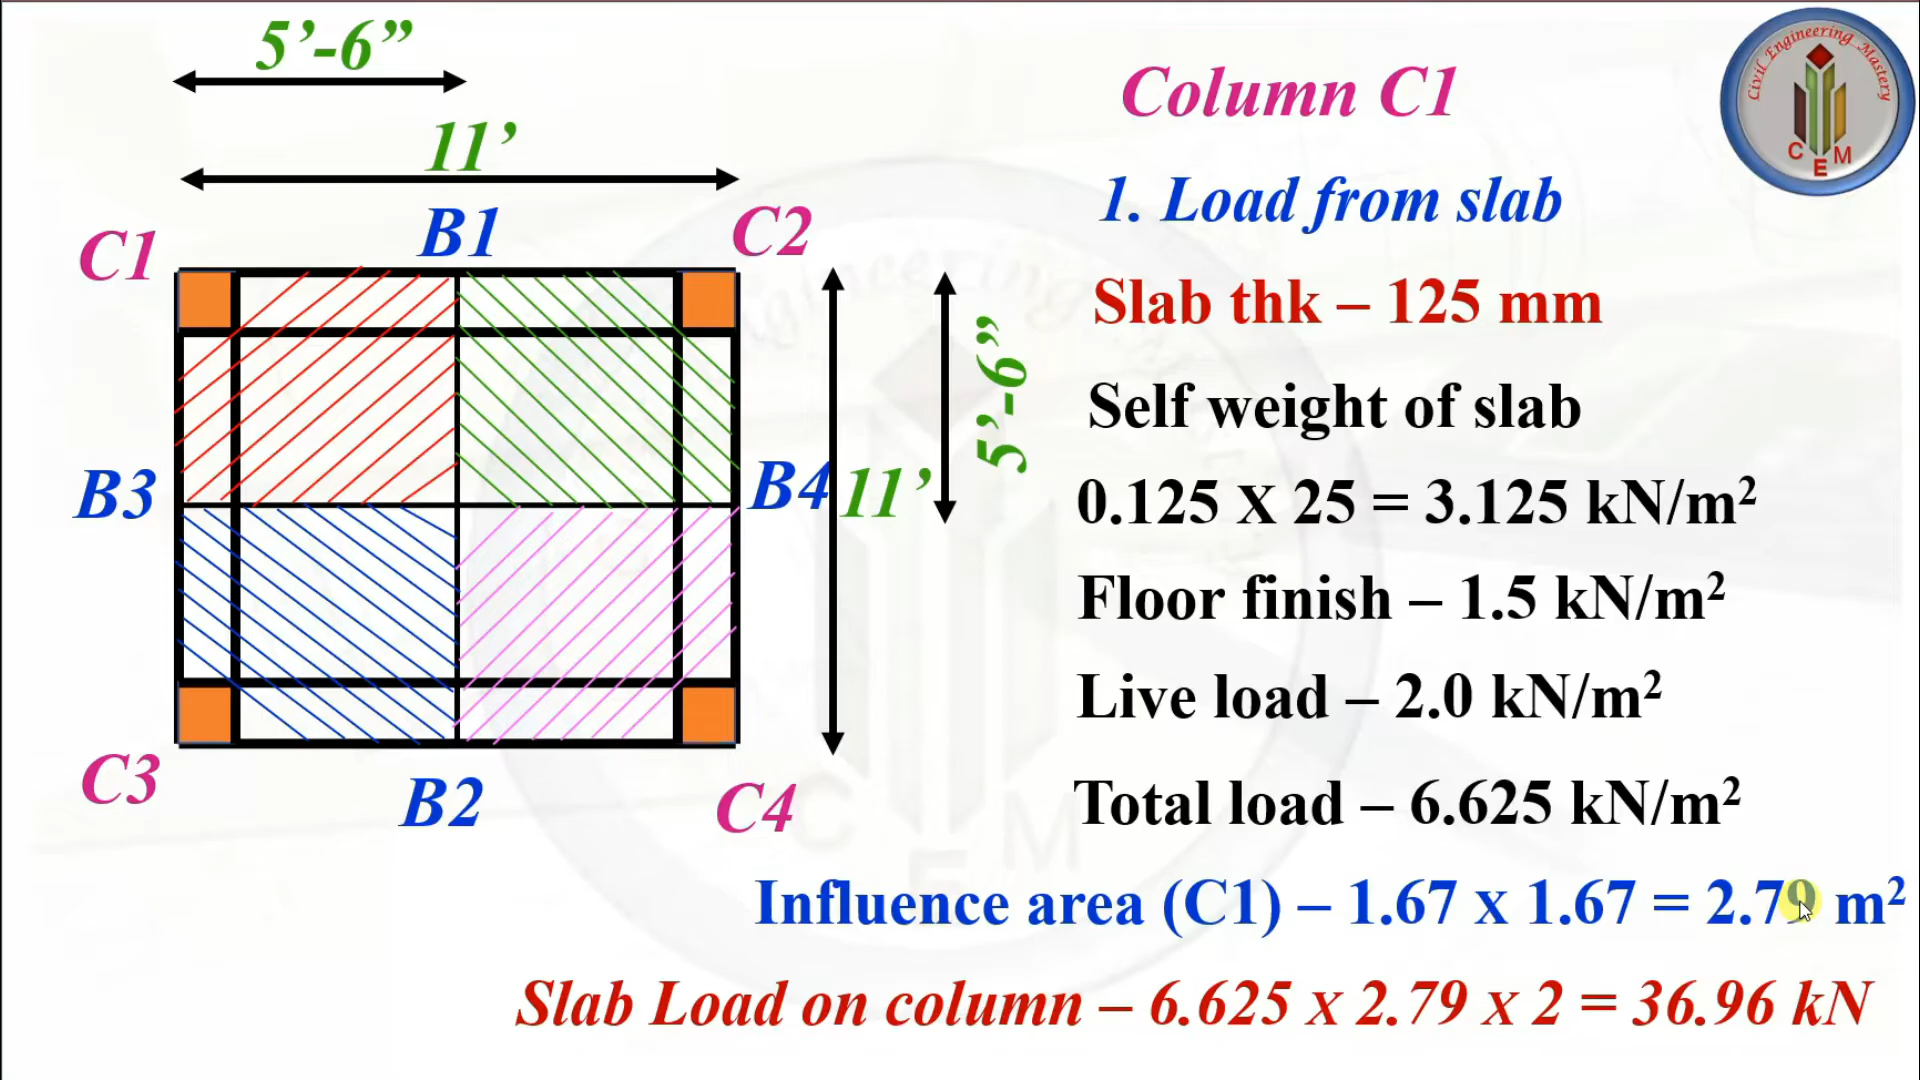 5’-6”
11’
C1
B1
C2
B3
B4
11’
5’-6”
C3
B2
C4
Civil Engineering Mastery
C E M
Column C1
1. Load from slab
Slab thk – 125 mm
Self weight of slab
0.125 X 25 = 3.125 kN/m²
Floor finish – 1.5 kN/m²
Live load – 2.0 kN/m²
Total load – 6.625 kN/m²
Influence area (C1) – 1.67 x 1.67 = 2.79 m²
Slab Load on column – 6.625 X 2.79 X 2 = 36.96 kN